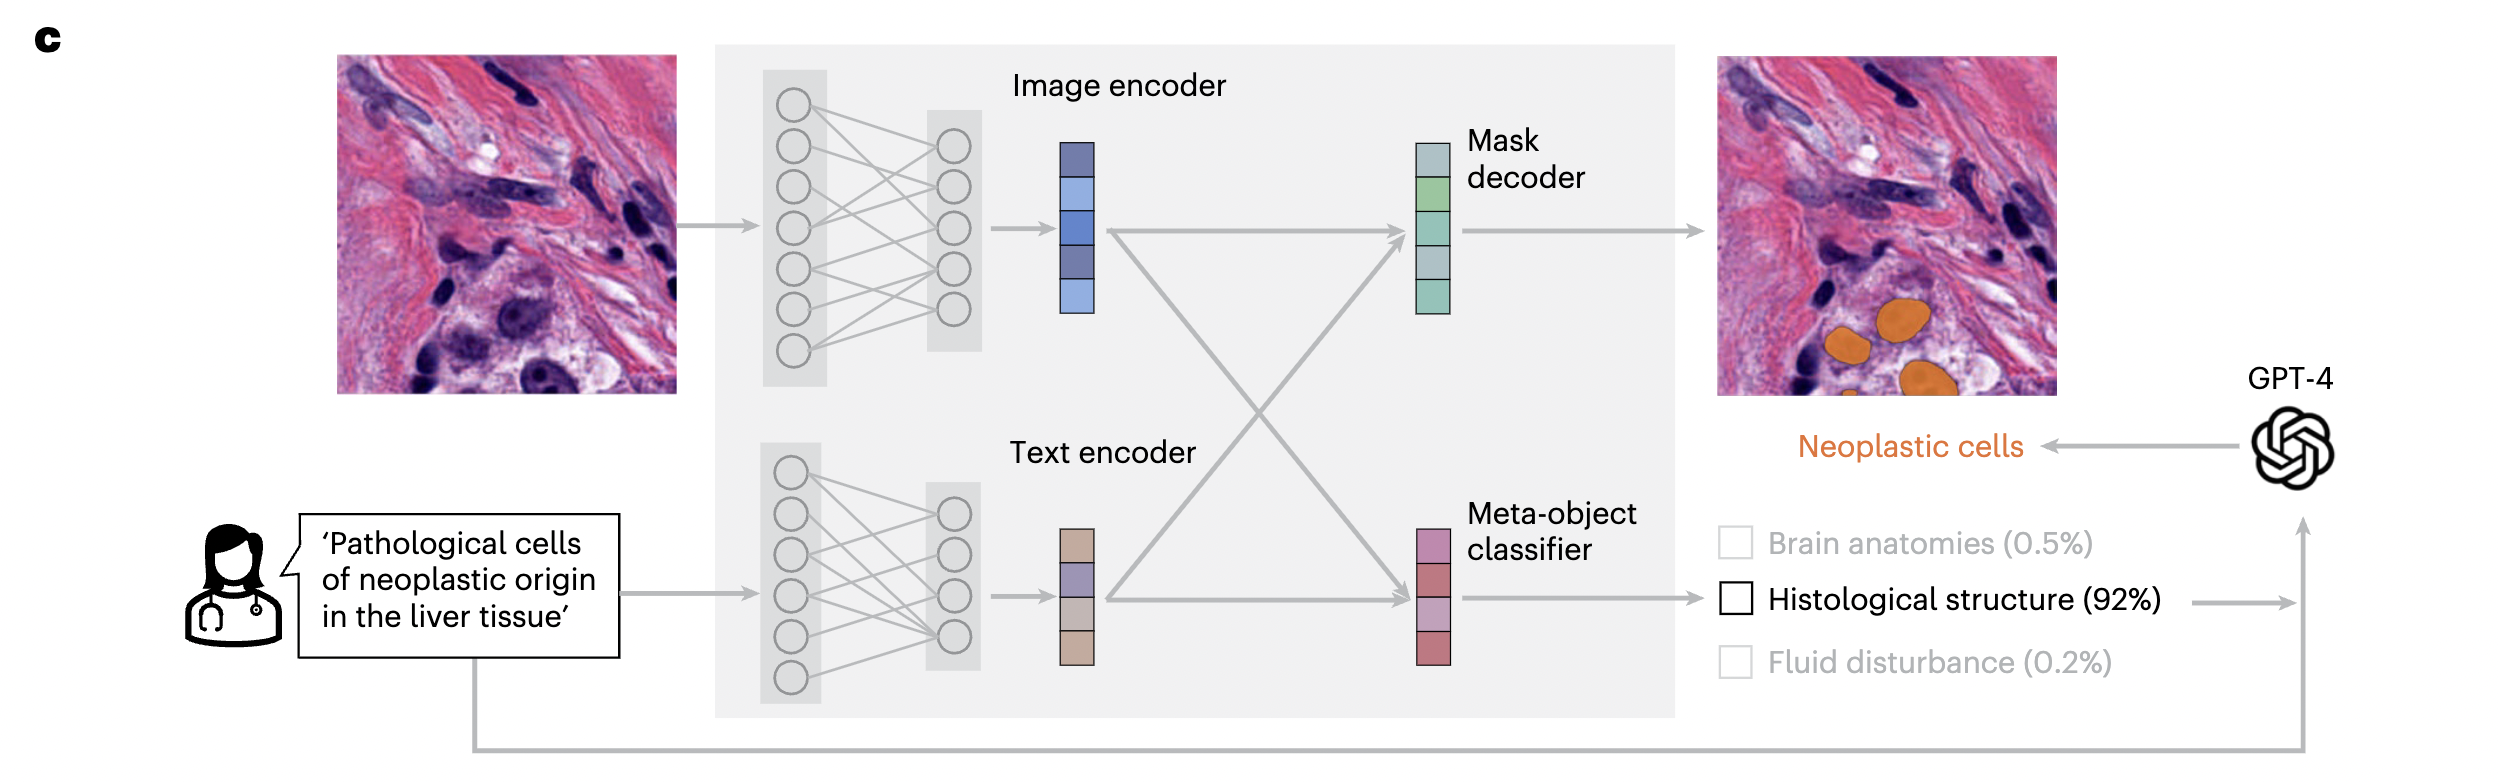 c
Image encoder
Mask
decoder
GPT-4
Text encoder
Neoplastic cells
‘Pathological cells
of neoplastic origin
in the liver tissue’
Meta-object
classifier
Brain anatomies (0.5%)
Histological structure (92%)
Fluid disturbance (0.2%)